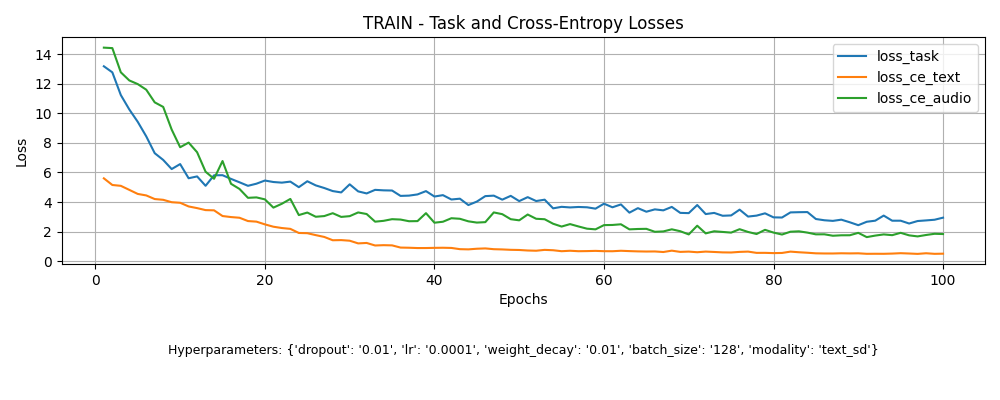 TRAIN - Task and Cross-Entropy Losses
loss_task
loss_ce_text
loss_ce_audio
Loss
14
12
10
8
6
4
2
0
0 20 40 60 80 100
Epochs
Hyperparameters: {'dropout': '0.01', 'lr': '0.0001', 'weight_decay': '0.01', 'batch_size': '128', 'modality': 'text_sd'}